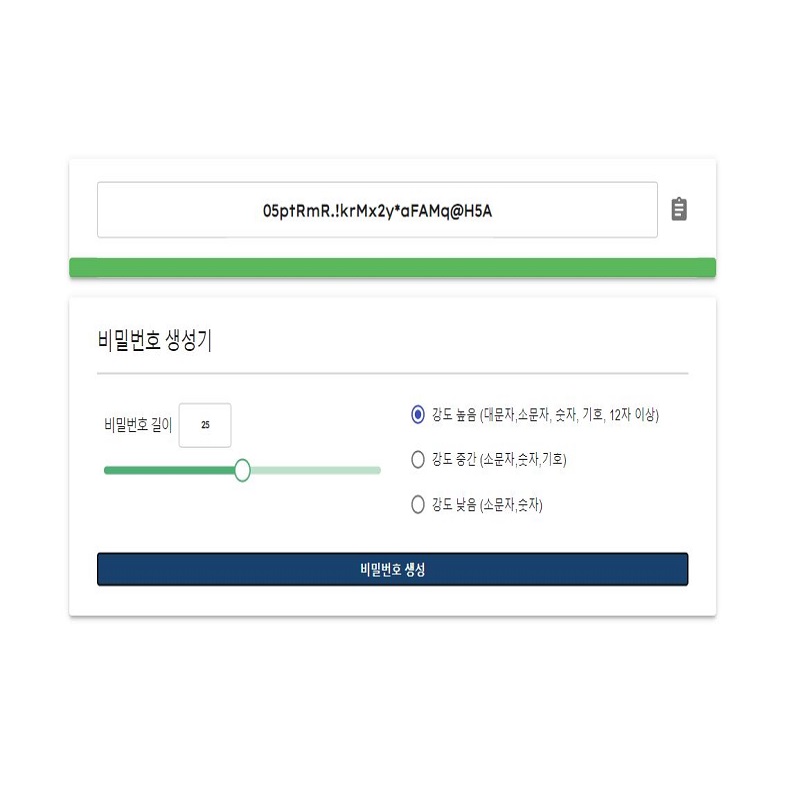 05ptRmR.!krMx2y*aFAMq@H5A
비밀번호 생성기
비밀번호 길이 25
강도 높음 (대문자,소문자, 숫자, 기호, 12자 이상)
강도 중간 (소문자,숫자,기호)
강도 낮음 (소문자,숫자)
비밀번호 생성